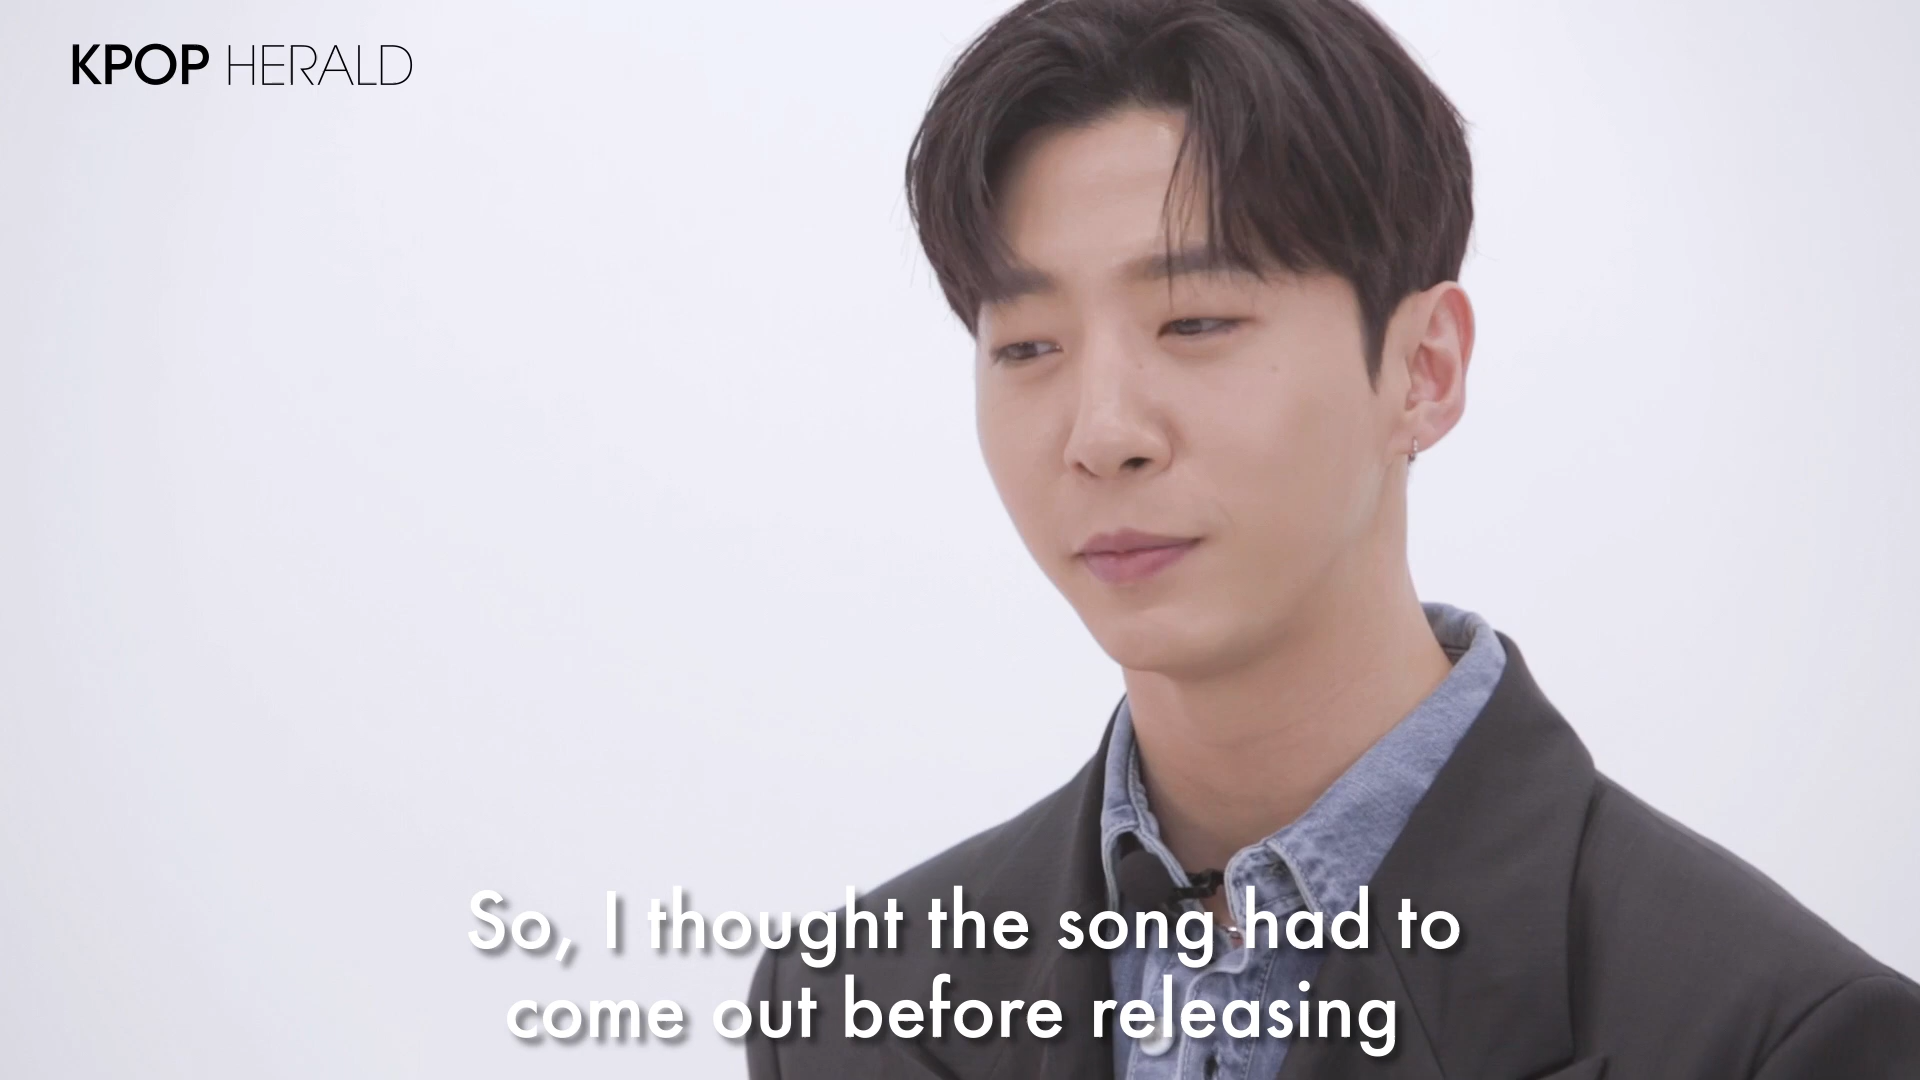 KPOP HERALD
So, I thought the song had to
come out before releasing